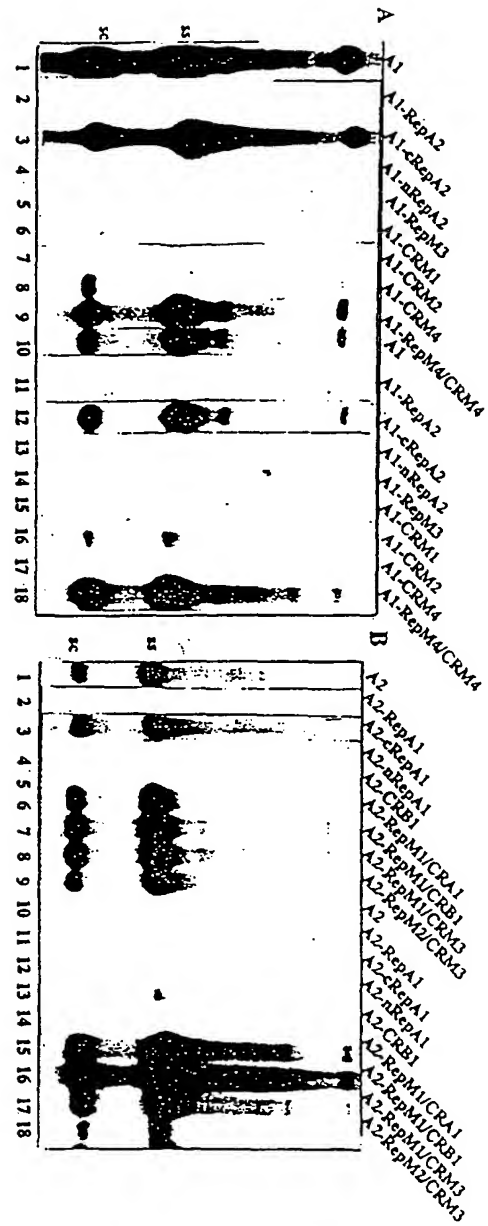 A
A1
A1-RepA2
A1-cRepA2
A1-nRepA2
A1-RepM3
A1-CRM1
A1-CRM2
A1-CRM4
A1-RepM4/CRM4
A1
A1-RepA2
A1-cRepA2
A1-nRepA2
A1-RepM3
A1-CRM1
A1-CRM2
A1-CRM4
A1-RepM4/CRM4
ss
sc
1 2 3 4 5 6 7 8 9 10 11 12 13 14 15 16 17 18
B
A2
A2-RepA1
A2-cRepA1
A2-nRepA1
A2-CRB1
A2-RepM1/CRA1
A2-RepM1/CRB1
A2-RepM1/CRM3
A2-RepM2/CRM3
A2
A2-RepA1
A2-cRepA1
A2-nRepA1
A2-CRB1
A2-RepM1/CRA1
A2-RepM1/CRB1
A2-RepM1/CRM3
A2-RepM2/CRM3
ss
sc
1 2 3 4 5 6 7 8 9 10 11 12 13 14 15 16 17 18